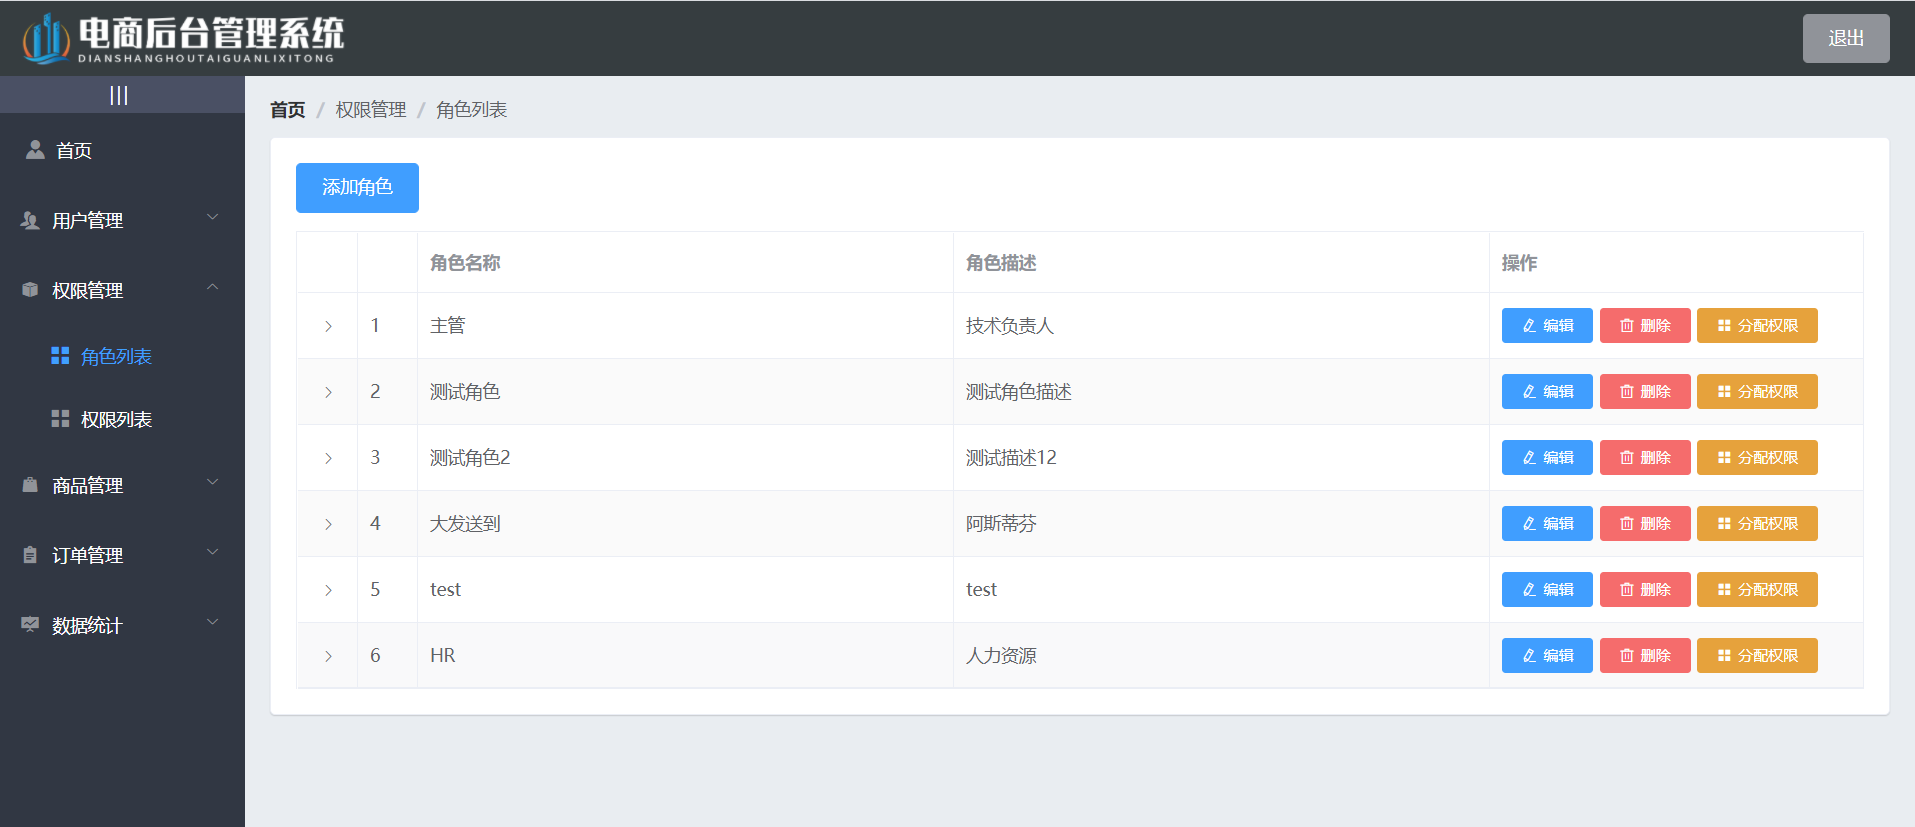 电商后台管理系统
DIANSHANGHOUTAIGUANLIXITONG
退出
|||
首页
用户管理
权限管理
角色列表
权限列表
商品管理
订单管理
数据统计
首页 / 权限管理 / 角色列表
添加角色
角色名称 角色描述 操作
1 主管 技术负责人 编辑 删除 分配权限
2 测试角色 测试角色描述 编辑 删除 分配权限
3 测试角色2 测试描述12 编辑 删除 分配权限
4 大发送到 阿斯蒂芬 编辑 删除 分配权限
5 test test 编辑 删除 分配权限
6 HR 人力资源 编辑 删除 分配权限